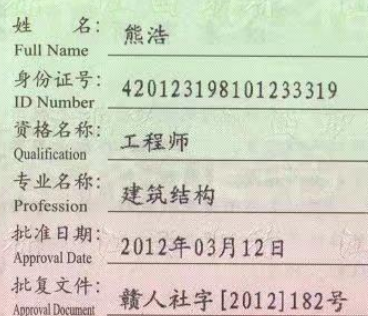 姓 名: 熊浩
Full Name
身份证号: 420123198101233319
ID Number
资格名称: 工程师
Qualification
专业名称: 建筑结构
Profession
批准日期: 2012年03月12日
Approval Date
批复文件: 赣人社字[2012]182号
Approval Document